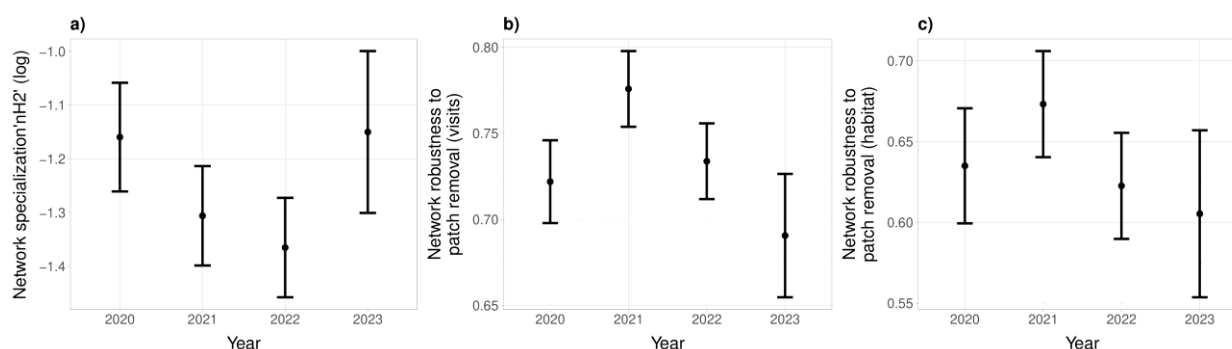 a)
Network specialization'nH2' (log)
−1.0
−1.1
−1.2
−1.3
−1.4
2020
2021
2022
2023
Year
b)
Network robustness to
patch removal (visits)
0.80
0.75
0.70
0.65
2020
2021
2022
2023
Year
c)
Network robustness to
patch removal (habitat)
0.70
0.65
0.60
0.55
2020
2021
2022
2023
Year